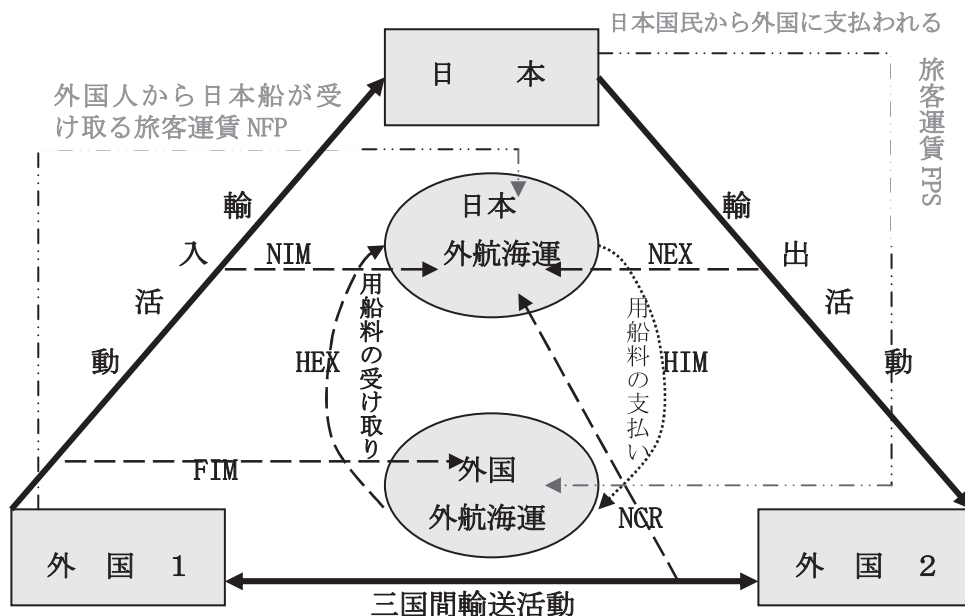 日本国民から外国に支払われる
旅客運賃FPS
日　本
外国人から日本船が受
け取る旅客運賃NFP
輸入活動
輸出活動
日本
外航海運
NIM
NEX
用船料の受け取り
用船料の支払い
HEX
HIM
FIM
外国
外航海運
NCR
外　国　1
外　国　2
三国間輸送活動